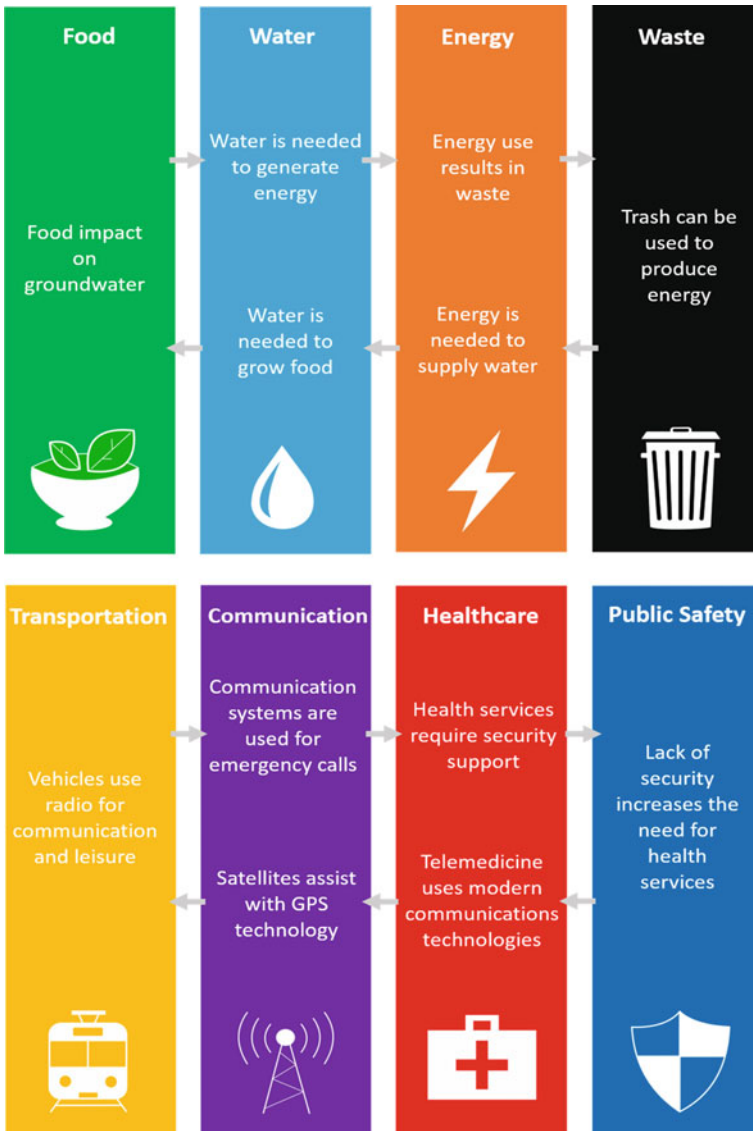 Food
Food impact
on
groundwater
Water
Water is needed
to generate
energy
Water is
needed to
grow food
Energy
Energy use
results in
waste
Energy is
needed to
supply water
Waste
Trash can be
used to
produce
energy
Transportation
Vehicles use
radio for
communication
and leisure
Communication
Communication
systems are
used for
emergency calls
Satellites assist
with GPS
technology
Healthcare
Health services
require security
support
Telemedicine
uses modern
communications
technologies
Public Safety
Lack of
security
increases the
need for
health
services